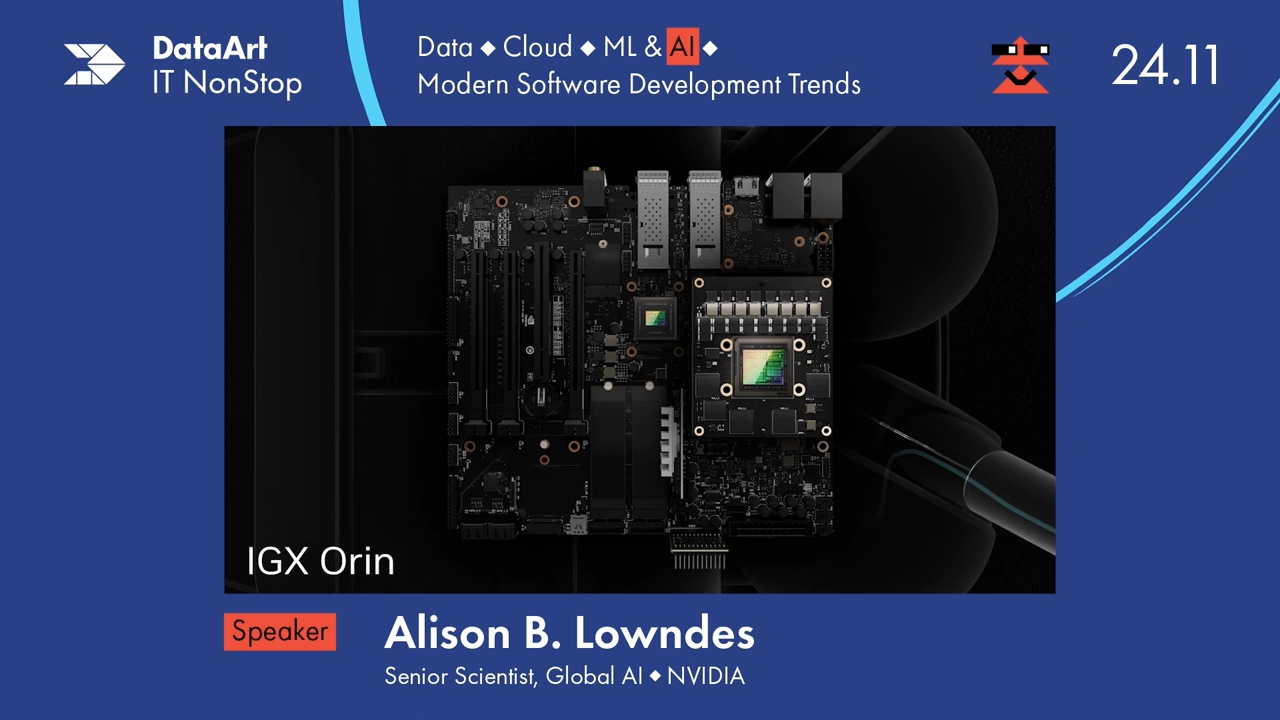 DataArt
IT NonStop
Data ◆ Cloud ◆ ML & AI ◆
Modern Software Development Trends
24.11
IGX Orin
Speaker
Alison B. Lowndes
Senior Scientist, Global AI ◆ NVIDIA